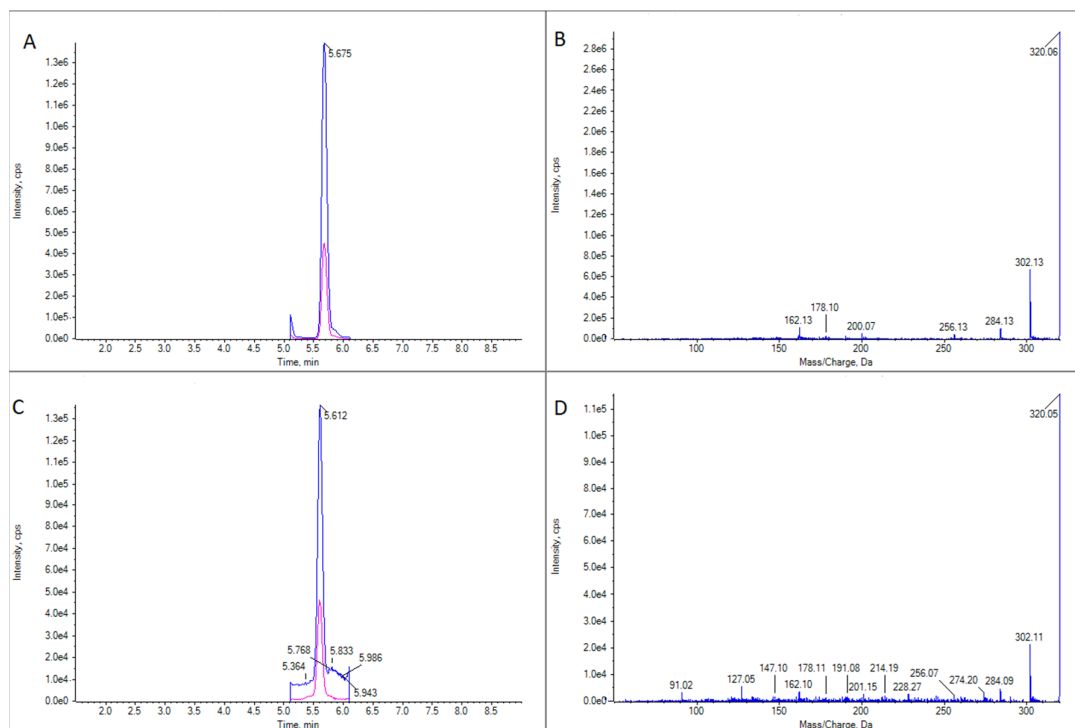 A
5.675
1.3e6
1.2e6
1.1e6
1.0e6
9.0e5
8.0e5
7.0e5
6.0e5
5.0e5
4.0e5
3.0e5
2.0e5
1.0e5
0.0e0
Intensity, cps
2.0 2.5 3.0 3.5 4.0 4.5 5.0 5.5 6.0 6.5 7.0 7.5 8.0 8.5
Time, min
B
320.06
2.8e6
2.6e6
2.4e6
2.2e6
2.0e6
1.8e6
1.6e6
1.4e6
1.2e6
1.0e6
8.0e5
6.0e5
4.0e5
2.0e5
0.0e0
Intensity, cps
302.13
178.10
162.13
200.07
256.13
284.13
100 200 300
Mass/Charge, Da
C
5.612
1.3e5
1.2e5
1.1e5
1.0e5
9.0e4
8.0e4
7.0e4
6.0e4
5.0e4
4.0e4
3.0e4
2.0e4
1.0e4
0.0e0
Intensity, cps
5.768 5.833
5.364
5.986
5.943
2.0 2.5 3.0 3.5 4.0 4.5 5.0 5.5 6.0 6.5 7.0 7.5 8.0 8.5
Time, min
D
320.05
1.1e5
1.0e5
9.0e4
8.0e4
7.0e4
6.0e4
5.0e4
4.0e4
3.0e4
2.0e4
1.0e4
0.0e0
Intensity, cps
302.11
147.10 178.11 191.08 214.19 256.07
91.02 127.05 162.10 201.15 228.27 274.20 284.09
100 200 300
Mass/Charge, Da